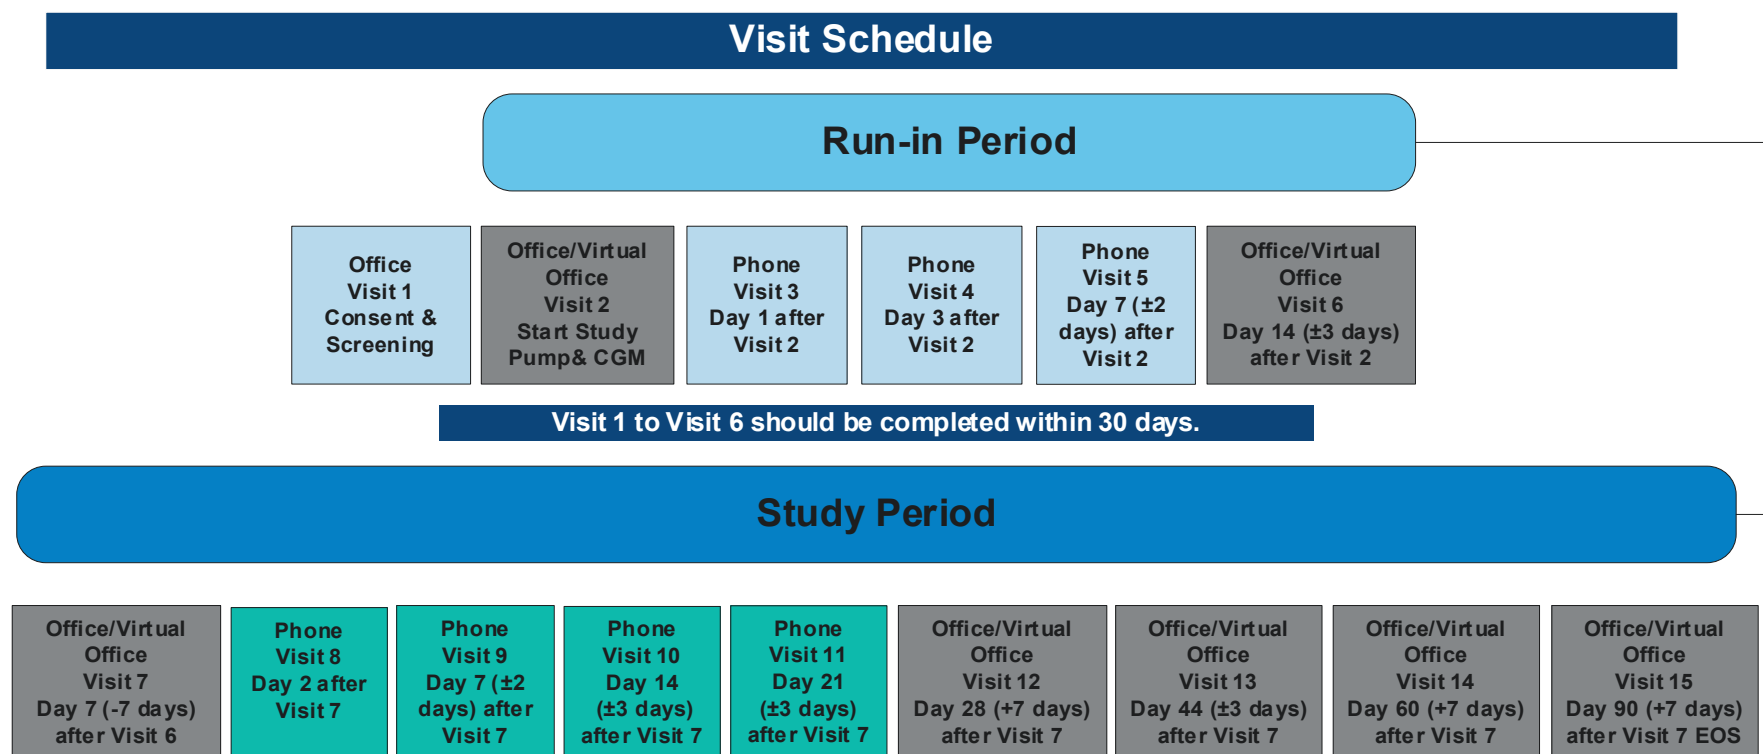 Visit Schedule
Run-in Period
Office
Visit 1
Consent &
Screening
Office/Virtual
Office
Visit 2
Start Study
Pump& CGM
Phone
Visit 3
Day 1 after
Visit 2
Phone
Visit 4
Day 3 after
Visit 2
Phone
Visit 5
Day 7 (±2
days) after
Visit 2
Office/Virtual
Office
Visit 6
Day 14 (±3 days)
after Visit 2
Visit 1 to Visit 6 should be completed within 30 days.
Study Period
Office/Virtual
Office
Visit 7
Day 7 (-7 days)
after Visit 6
Phone
Visit 8
Day 2 after
Visit 7
Phone
Visit 9
Day 7 (±2
days) after
Visit 7
Phone
Visit 10
Day 14
(±3 days)
after Visit 7
Phone
Visit 11
Day 21
(±3 days)
after Visit 7
Office/Virtual
Office
Visit 12
Day 28 (+7 days)
after Visit 7
Office/Virtual
Office
Visit 13
Day 44 (±3 days)
after Visit 7
Office/Virtual
Office
Visit 14
Day 60 (+7 days)
after Visit 7
Office/Virtual
Office
Visit 15
Day 90 (+7 days)
after Visit 7 EOS